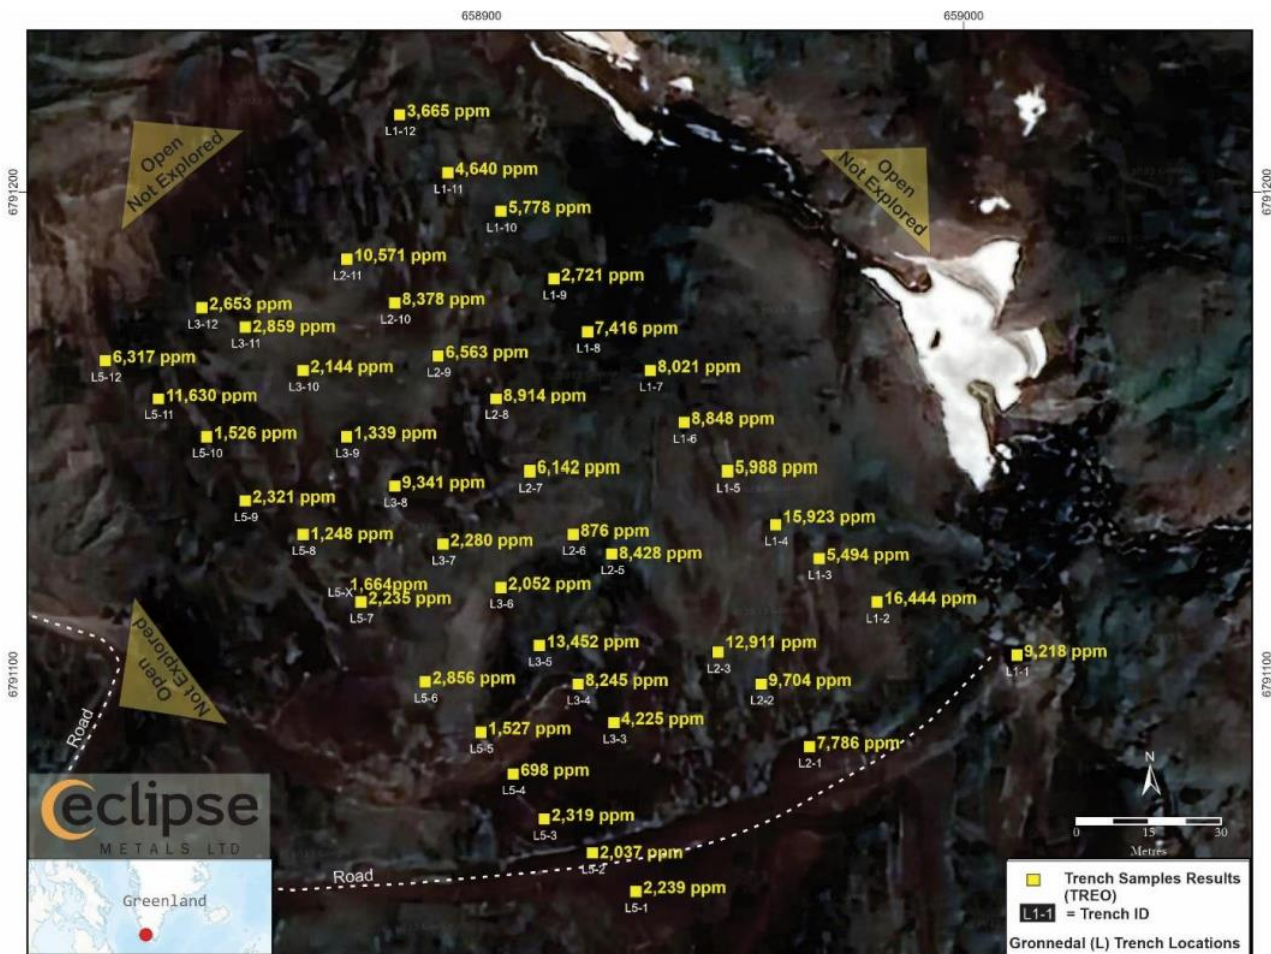 658900
659000
3,665 ppm
L1-12
Open
Not Explored
Open
Not Explored
4,640 ppm
L1-11
6791200
6791200
5,778 ppm
L1-10
10,571 ppm
L2-11
2,721 ppm
L1-9
2,653 ppm
L3-12
8,378 ppm
L2-10
2,859 ppm
L3-11
7,416 ppm
L1-8
6,317 ppm
L5-12
6,563 ppm
L2-9
2,144 ppm
L3-10
8,021 ppm
L1-7
11,630 ppm
L5-11
8,914 ppm
L2-8
8,848 ppm
L1-6
1,526 ppm
L5-10
1,339 ppm
L3-9
6,142 ppm
L2-7
5,988 ppm
L1-5
9,341 ppm
L3-8
2,321 ppm
L5-9
15,923 ppm
L1-4
1,248 ppm
L5-8
876 ppm
L2-6
2,280 ppm
L3-7
8,428 ppm
L2-5
5,494 ppm
L1-3
1,664ppm
L5-X
2,052 ppm
L3-6
2,235 ppm
L5-7
16,444 ppm
L1-2
Open
Not Explored
13,452 ppm
L3-5
12,911 ppm
L2-3
9,218 ppm
L1-1
6791100
6791100
2,856 ppm
L5-6
8,245 ppm
L3-4
9,704 ppm
L2-2
4,225 ppm
L3-3
Road
1,527 ppm
L5-5
7,786 ppm
L2-1
698 ppm
L5-4
N
eclipse
METALS LTD
2,319 ppm
L5-3
0 15 30
Metres
2,037 ppm
L5-2
Road
2,239 ppm
L5-1
Greenland
Trench Samples Results
(TREO)
L1-1 = Trench ID
Gronnedal (L) Trench Locations